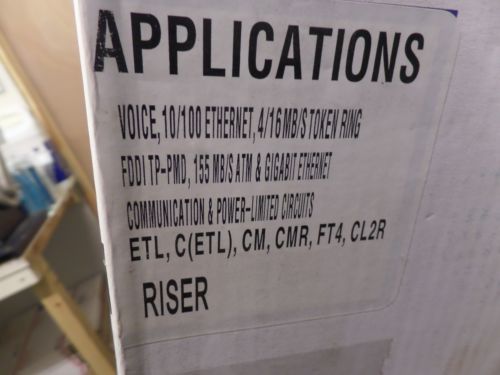 APPLICATIONS
VOICE, 10/100 ETHERNET, 4/16 MB/S TOKEN RING
FDDI TP-PMD, 155 MB/S ATM & GIGABIT ETHERNET
COMMUNICATION & POWER-LIMITED CIRCUITS
ETL, C(ETL), CM, CMR, FT4, CL2R
RISER